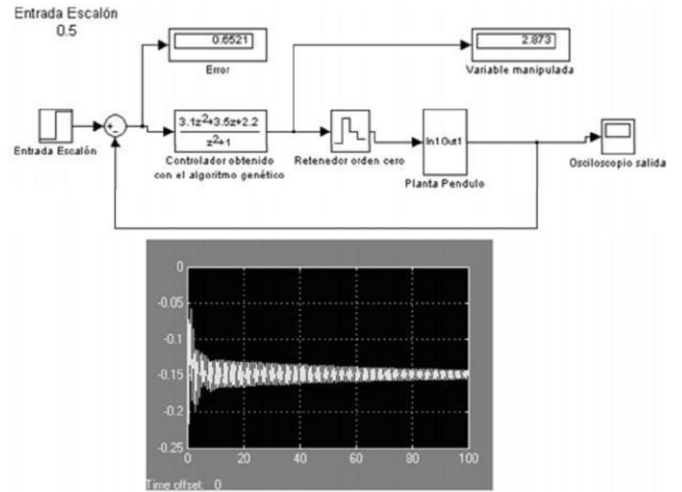 Entrada Escalón
0.5
0.6521
Error
2.873
Variable manipulada
Entrada Escalón
+
-
3.1z2+3.5z+2.2
z2+1
Controlador obtenido
con el algoritmo genético
Retenedor orden cero
In1 Out1
Planta Pendulo
Osciloscopio salida
0
-0.05
-0.1
-0.15
-0.2
-0.25
0
20
40
60
80
100
Time offset: 0